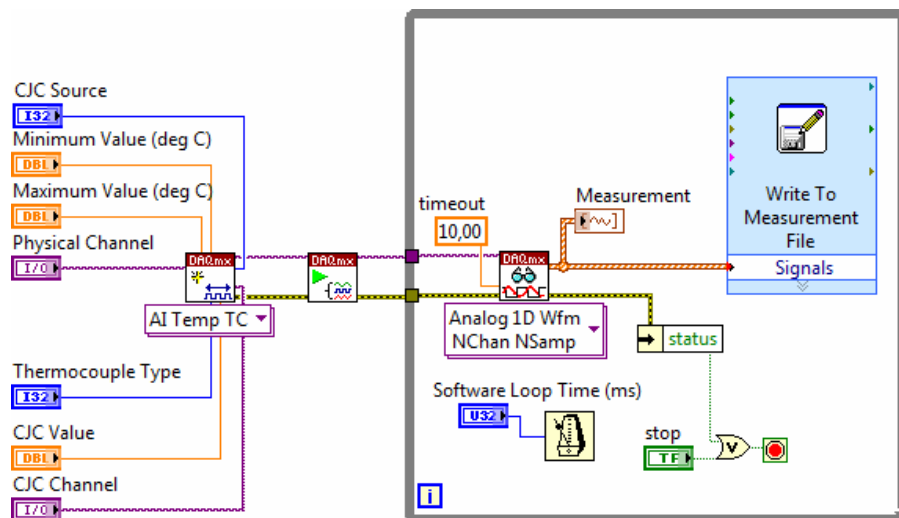 CJC Source
I32
Minimum Value (deg C)
DBL
Maximum Value (deg C)
DBL
Physical Channel
I/O
DAQmx
AI Temp TC
DAQmx
Thermocouple Type
I32
CJC Value
DBL
CJC Channel
I/O
timeout
10,00
DAQmx
Analog 1D Wfm
NChan NSamp
Measurement
Write To
Measurement
File
Signals
status
Software Loop Time (ms)
U32
stop
TF
V
i